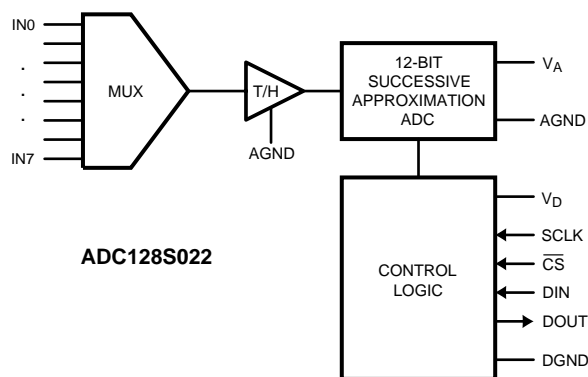 IN0
.
.
.
IN7
MUX
T/H
AGND
12-BIT
SUCCESSIVE
APPROXIMATION
ADC
VA
AGND
ADC128S022
CONTROL
LOGIC
VD
SCLK
C̅S̅
DIN
DOUT
DGND